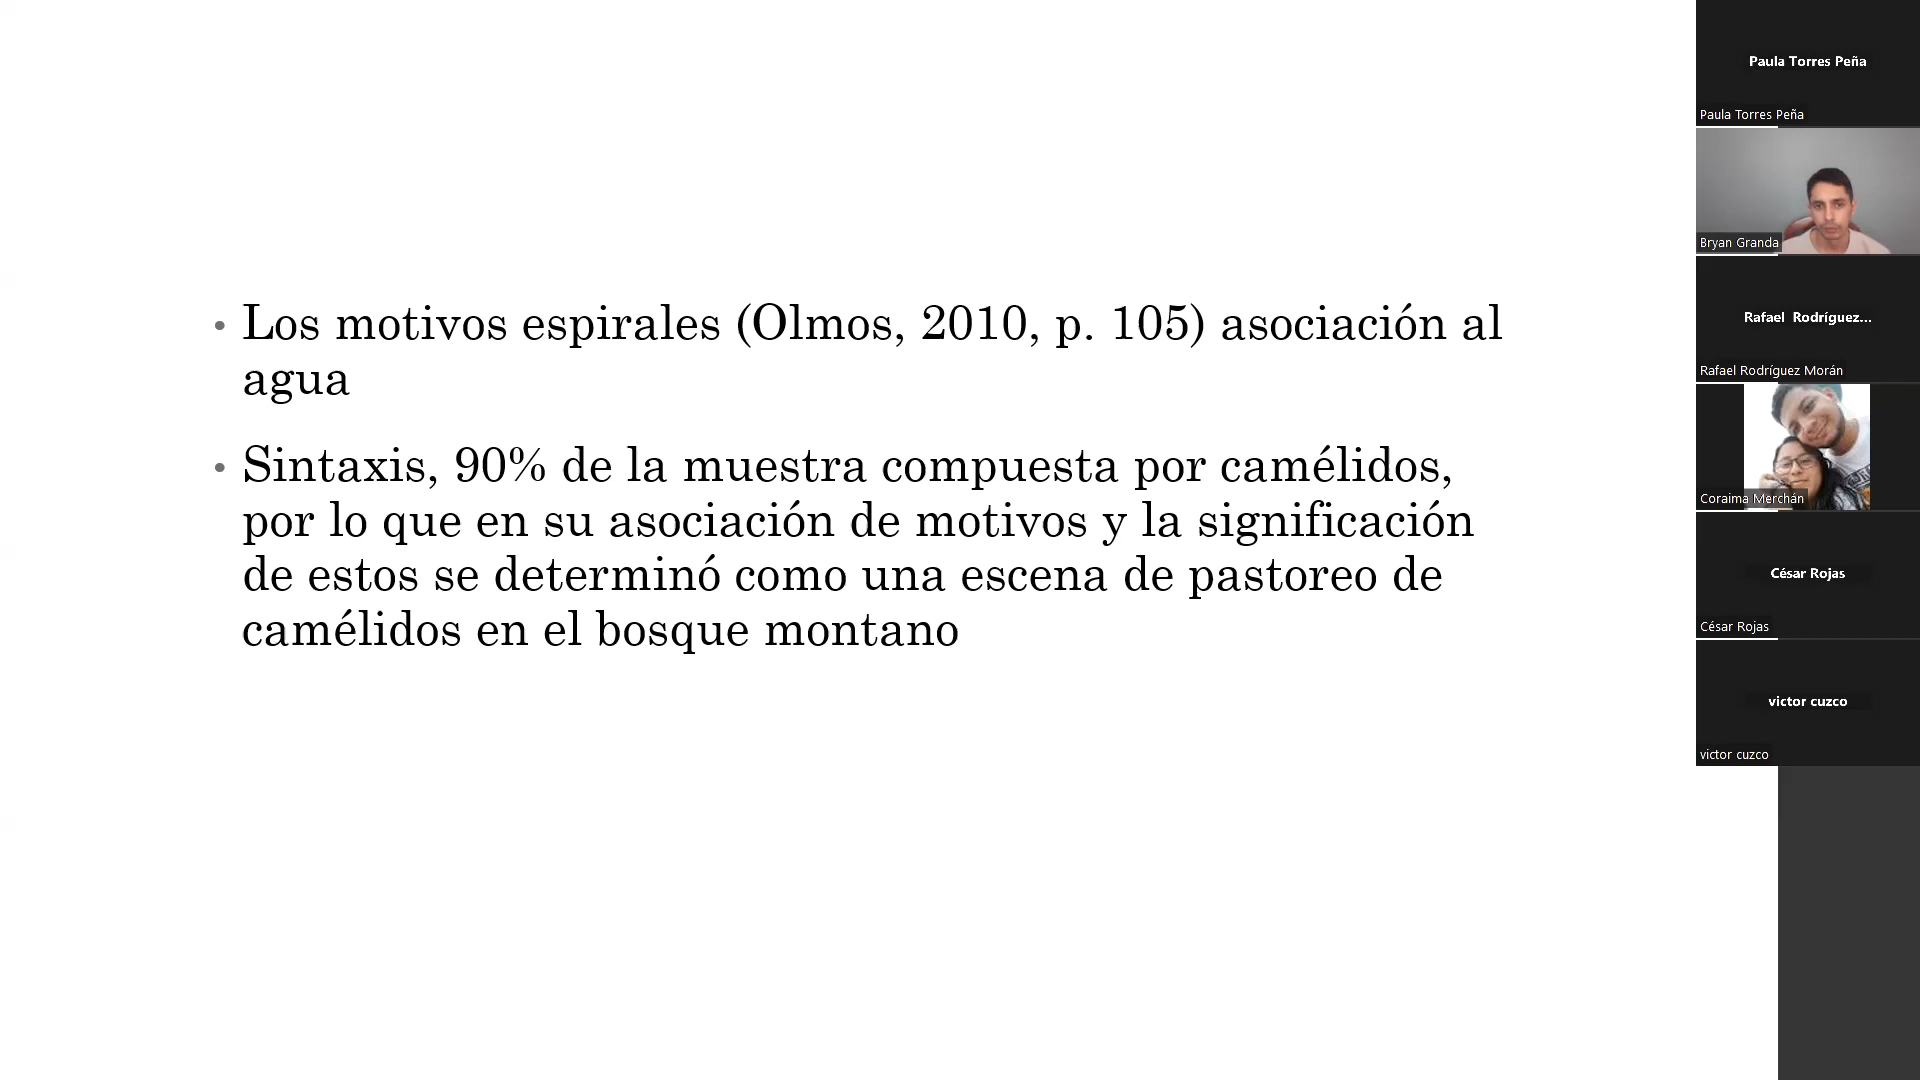 • Los motivos espirales (Olmos, 2010, p. 105) asociación al
agua
• Sintaxis, 90% de la muestra compuesta por camélidos,
por lo que en su asociación de motivos y la significación
de estos se determinó como una escena de pastoreo de
camélidos en el bosque montano
Paula Torres Peña
Paula Torres Peña
Bryan Granda
Rafael Rodríguez...
Rafael Rodríguez Morán
Coraima Merchán
César Rojas
César Rojas
victor cuzco
victor cuzco